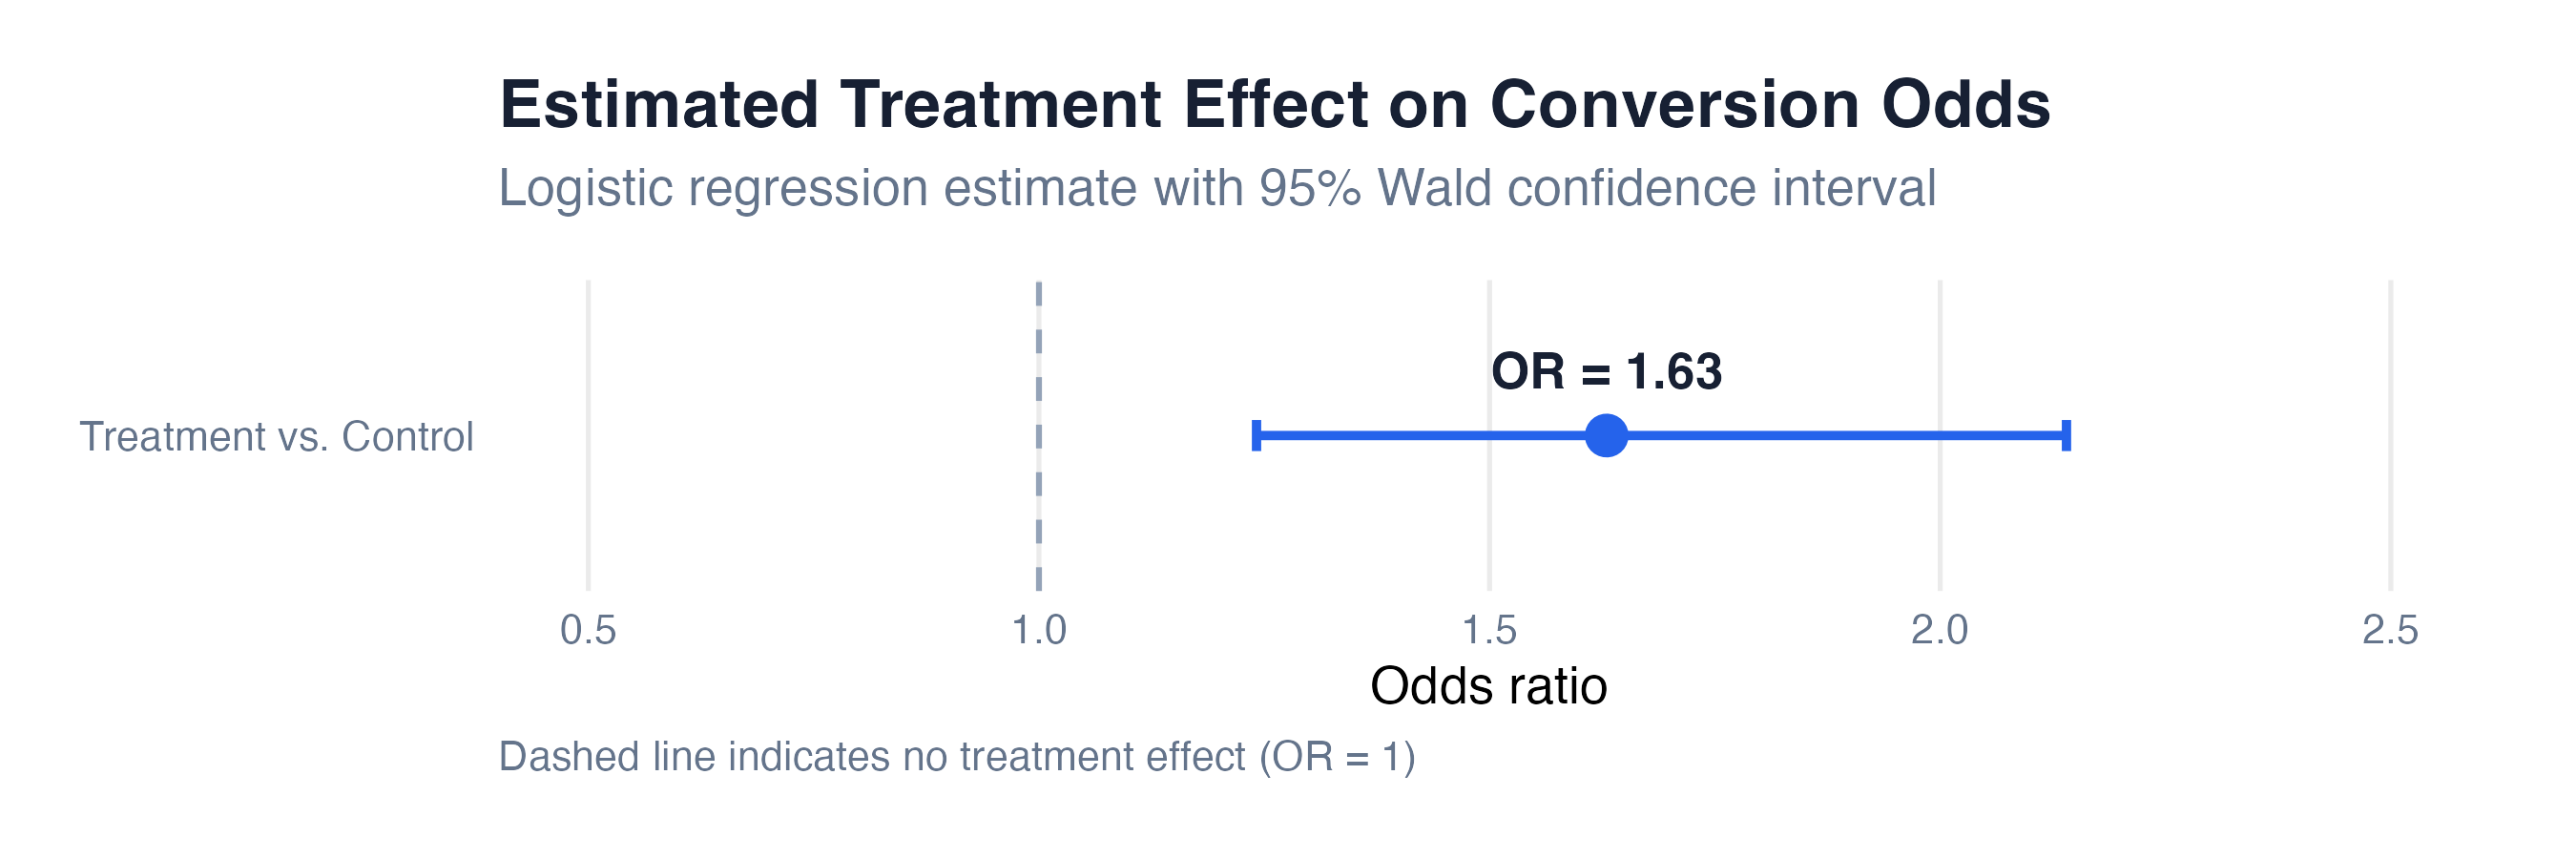 Estimated Treatment Effect on Conversion Odds
Logistic regression estimate with 95% Wald confidence interval
OR = 1.63
Treatment vs. Control
0.5 1.0 1.5 2.0 2.5
Odds ratio
Dashed line indicates no treatment effect (OR = 1)